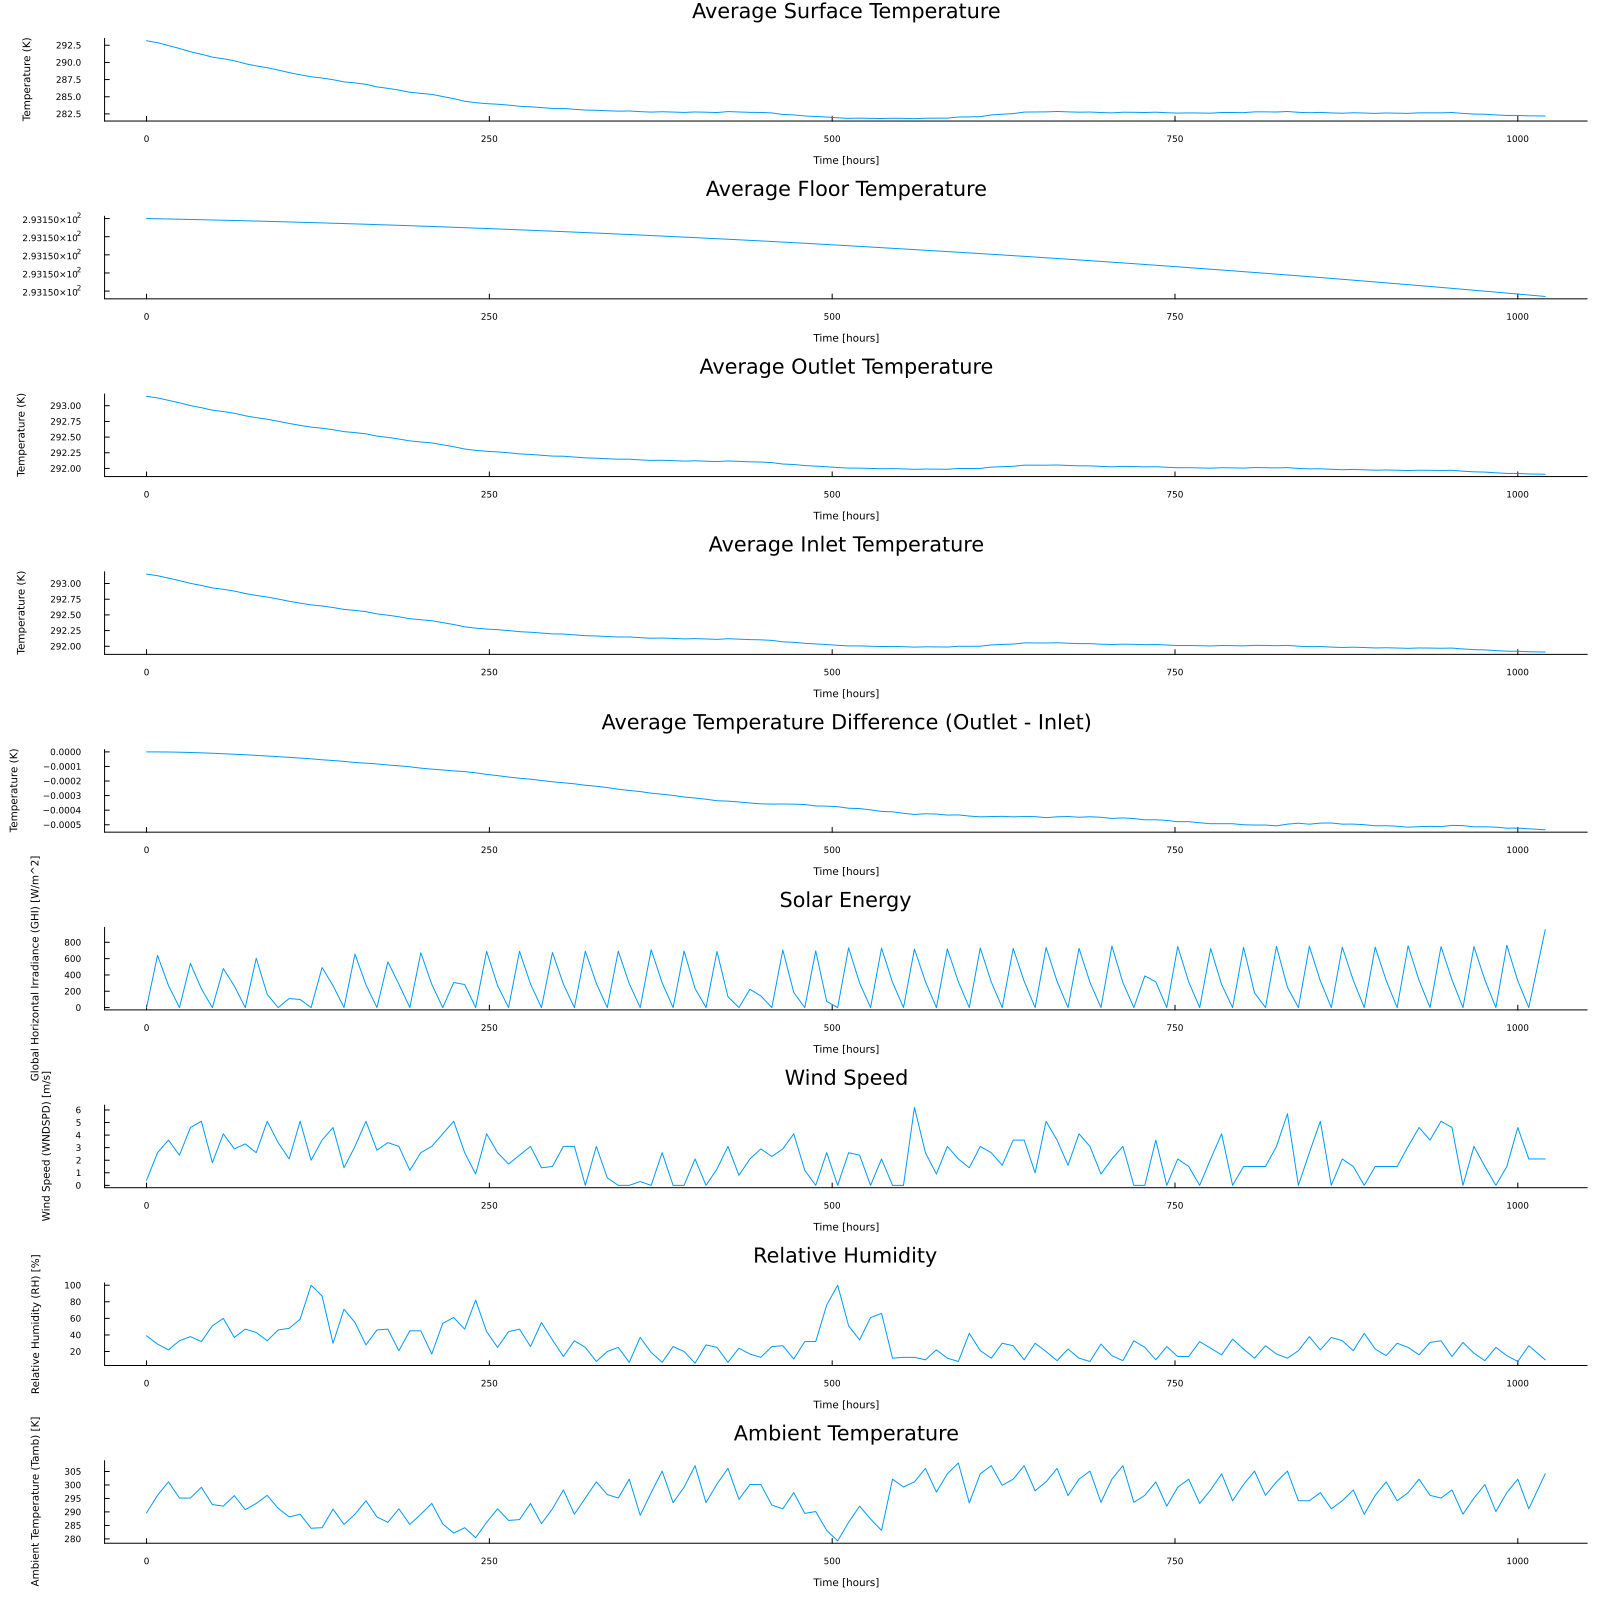 Average Surface Temperature
Temperature (K)
292.5
290.0
287.5
285.0
282.5
0 250 500 750 1000
Time [hours]
Average Floor Temperature
2.93150×10²
2.93150×10²
2.93150×10²
2.93150×10²
2.93150×10²
0 250 500 750 1000
Time [hours]
Average Outlet Temperature
Temperature (K)
293.00
292.75
292.50
292.25
292.00
0 250 500 750 1000
Time [hours]
Average Inlet Temperature
Temperature (K)
293.00
292.75
292.50
292.25
292.00
0 250 500 750 1000
Time [hours]
Average Temperature Difference (Outlet - Inlet)
Temperature (K)
0.0000
−0.0001
−0.0002
−0.0003
−0.0004
−0.0005
0 250 500 750 1000
Time [hours]
Solar Energy
Global Horizontal Irradiance (GHI) [W/m^2]
800
600
400
200
0
0 250 500 750 1000
Time [hours]
Wind Speed
Wind Speed (WNDSPD) [m/s]
6
5
4
3
2
1
0
0 250 500 750 1000
Time [hours]
Relative Humidity
Relative Humidity (RH) [%]
100
80
60
40
20
0 250 500 750 1000
Time [hours]
Ambient Temperature
Ambient Temperature (Tamb) [K]
305
300
295
290
285
280
0 250 500 750 1000
Time [hours]